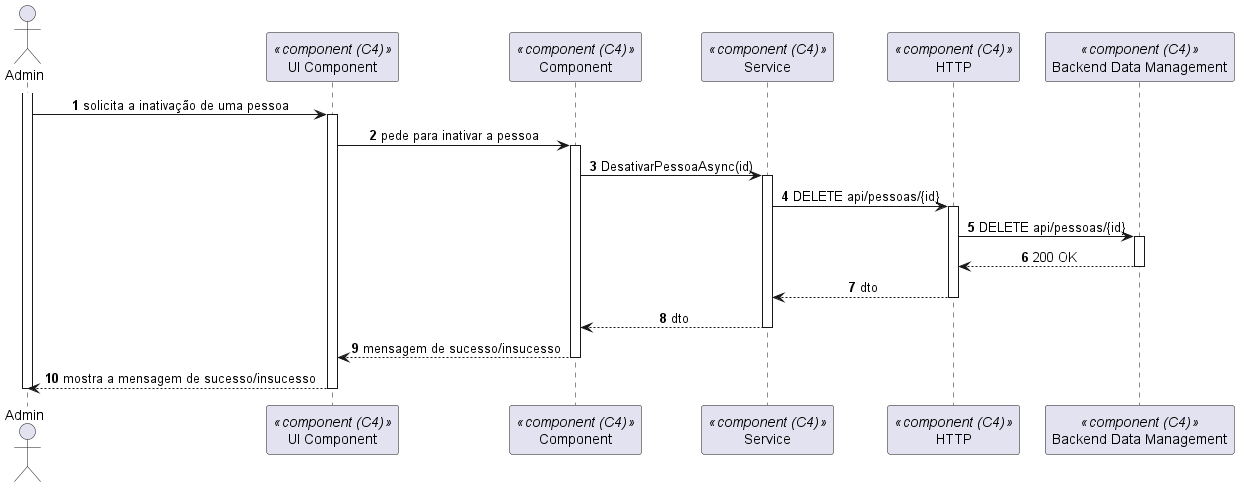 Admin
«component (C4)»
UI Component
«component (C4)»
Component
«component (C4)»
Service
«component (C4)»
HTTP
«component (C4)»
Backend Data Management
1 solicita a inativação de uma pessoa
2 pede para inativar a pessoa
3 DesativarPessoaAsync(id)
4 DELETE api/pessoas/{id}
5 DELETE api/pessoas/{id}
6 200 OK
7 dto
8 dto
9 mensagem de sucesso/insucesso
10 mostra a mensagem de sucesso/insucesso
Admin
«component (C4)»
UI Component
«component (C4)»
Component
«component (C4)»
Service
«component (C4)»
HTTP
«component (C4)»
Backend Data Management